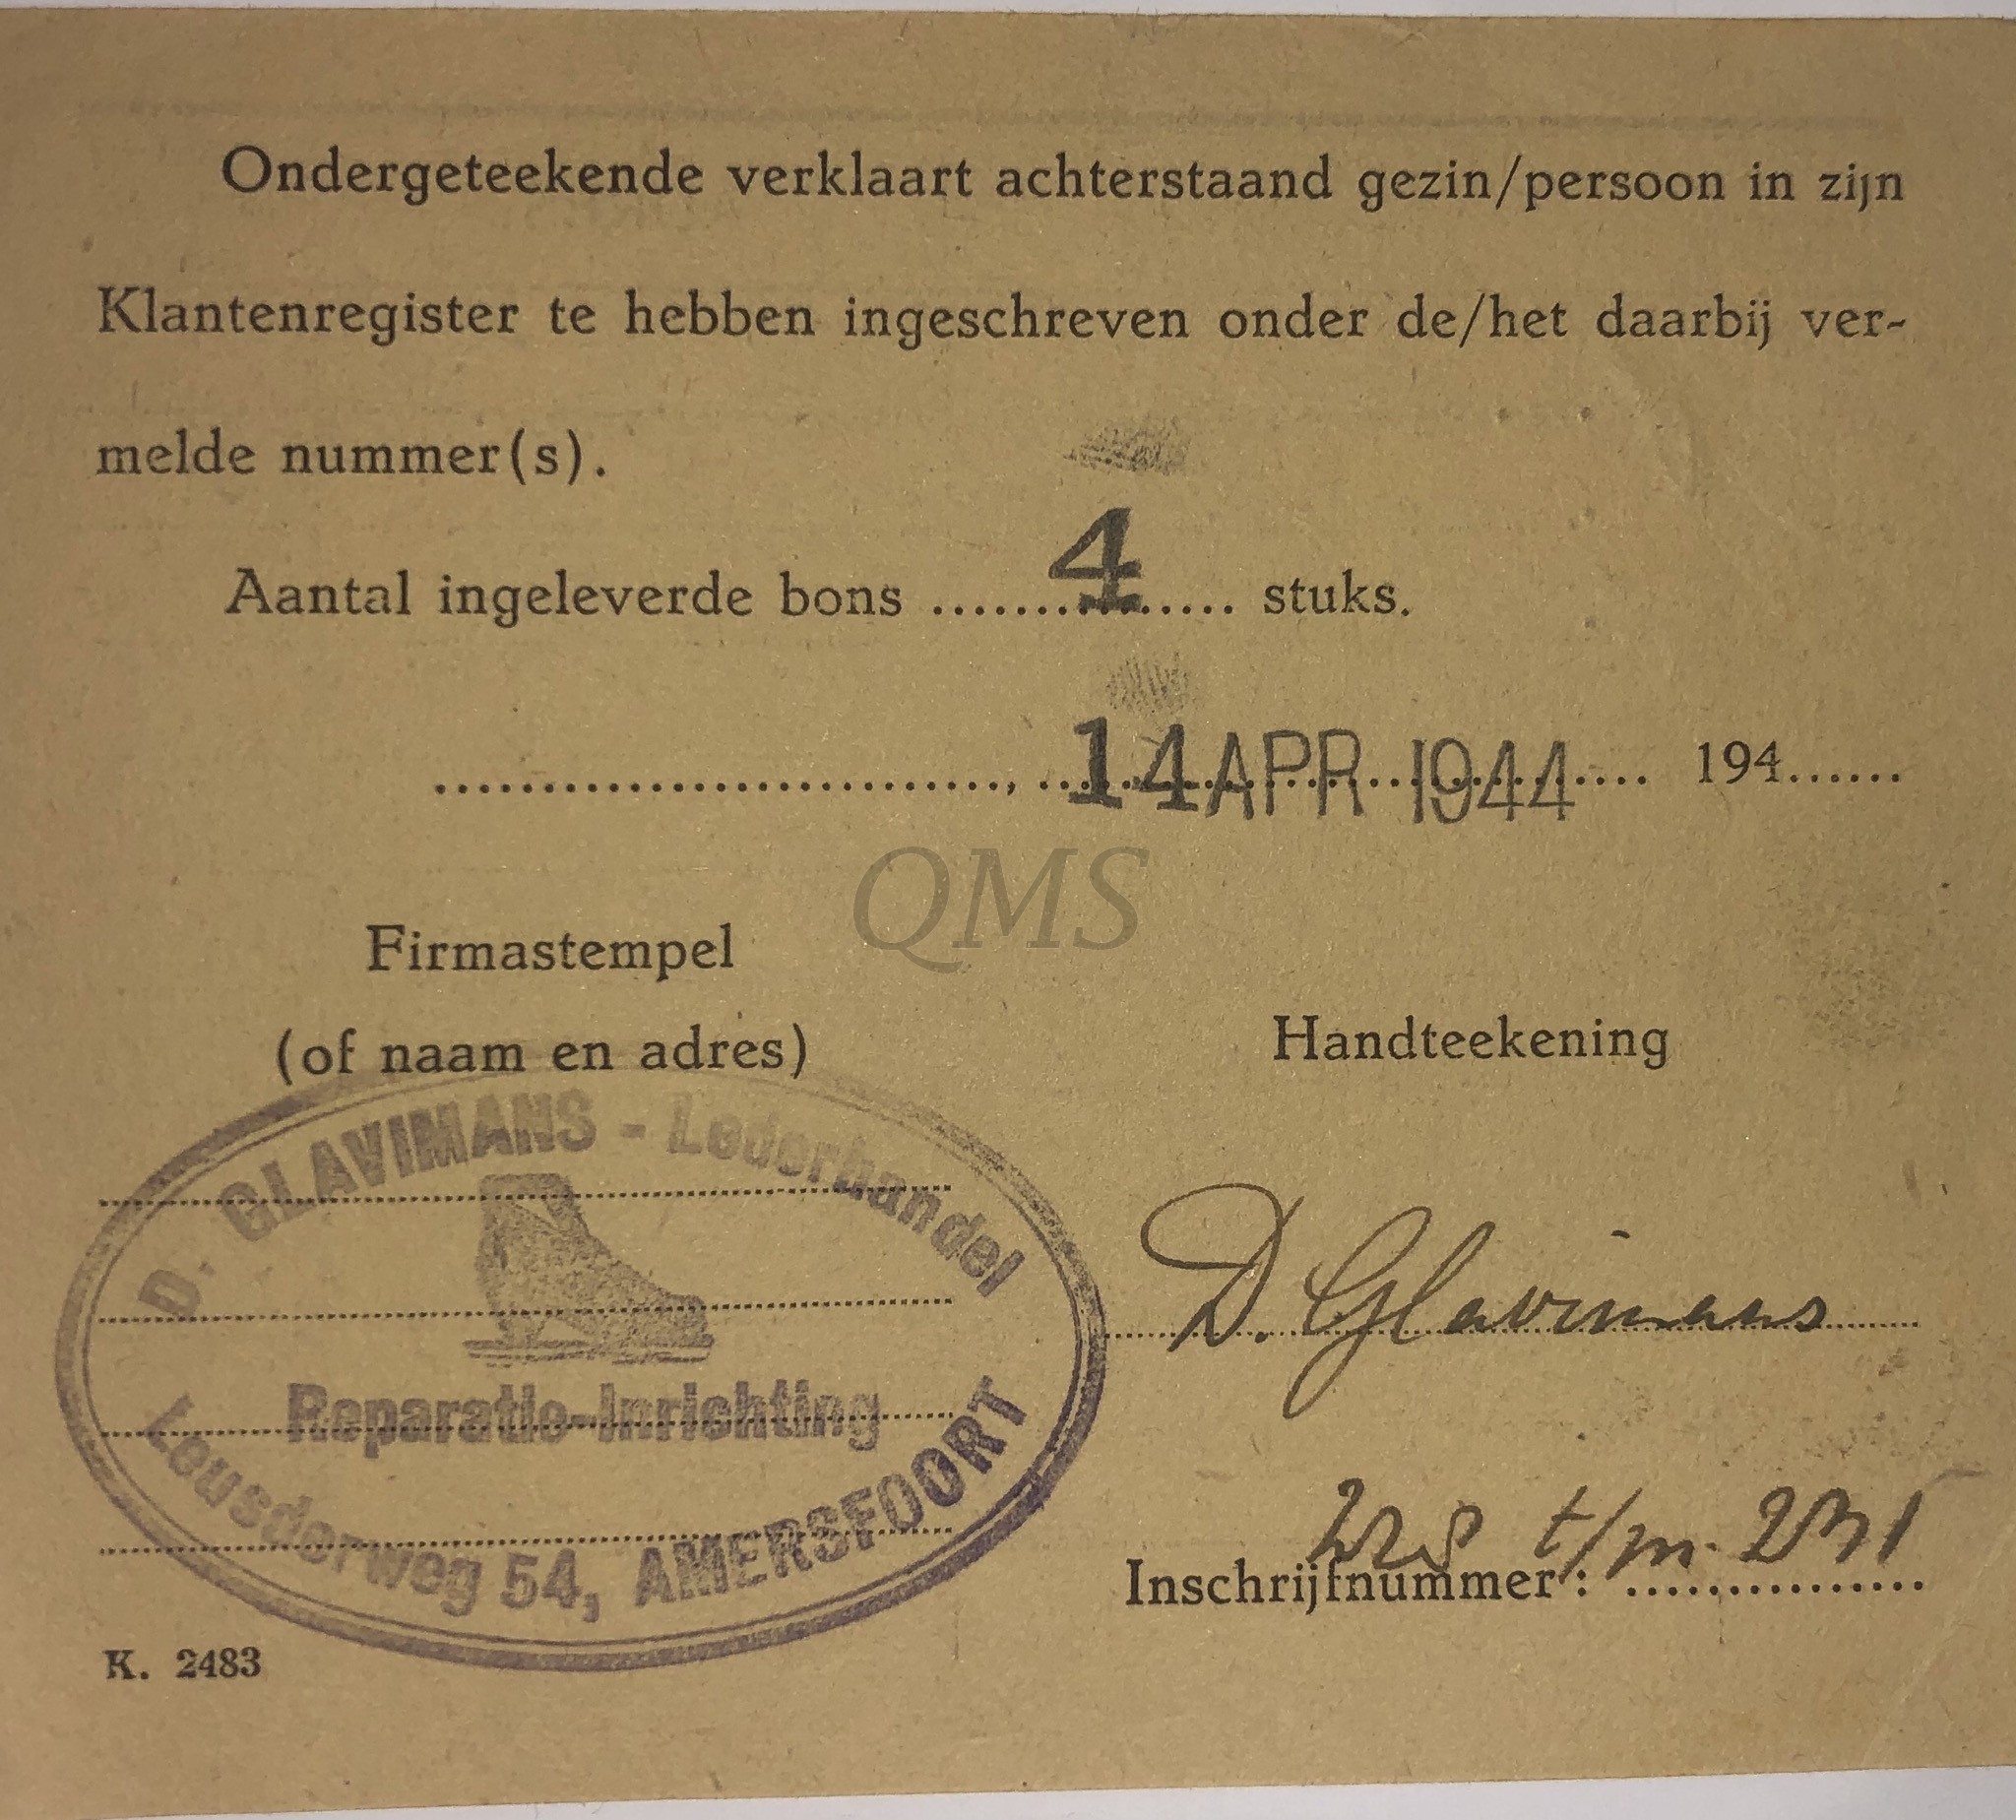 Ondergeteekende verklaart achterstaand gezin/persoon in zijn
Klantenregister te hebben ingeschreven onder de/het daarbij ver-
melde nummer(s).
Aantal ingeleverde bons ...............4 stuks.
14 APR 1944 194......
QMS
Firmastempel
(of naam en adres)
Handteekening
D. GLAVIMANS - Lederhandel
Reparatie-Inrichting
Leusderweg 54, AMERSFOORT
D. Glavimans
228 t/m 231
Inschrijfnummer: ...............
K. 2483